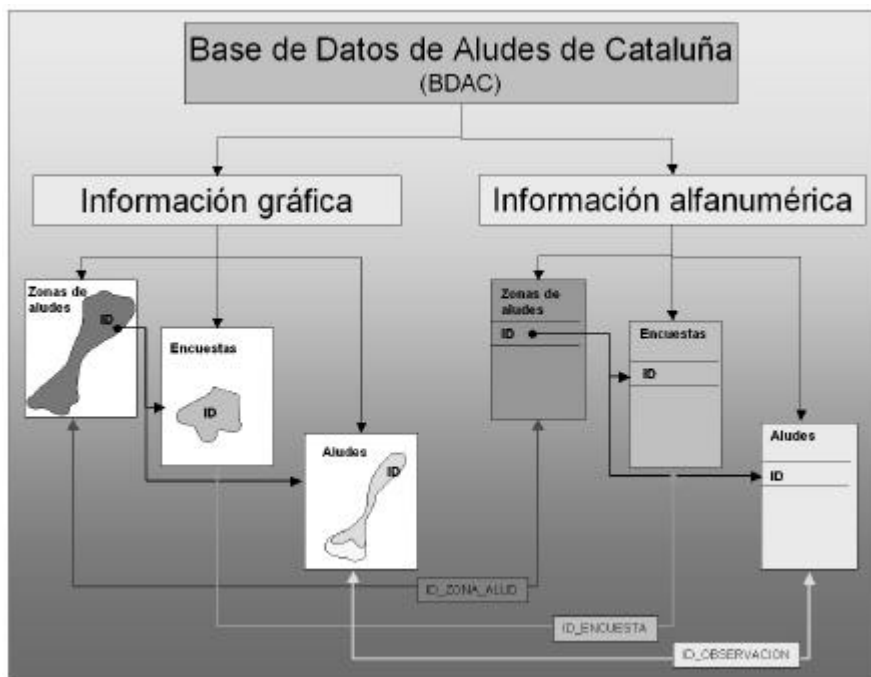 Base de Datos de Aludes de Cataluña
(BDAC)
Información gráfica
Información alfanumérica
Zonas de
aludes
ID
Encuestas
ID
Aludes
ID
Zonas de
aludes
ID
Encuestas
ID
Aludes
ID
ID_ZONA_ALUD
ID_ENCUESTA
ID_OBSERVACION